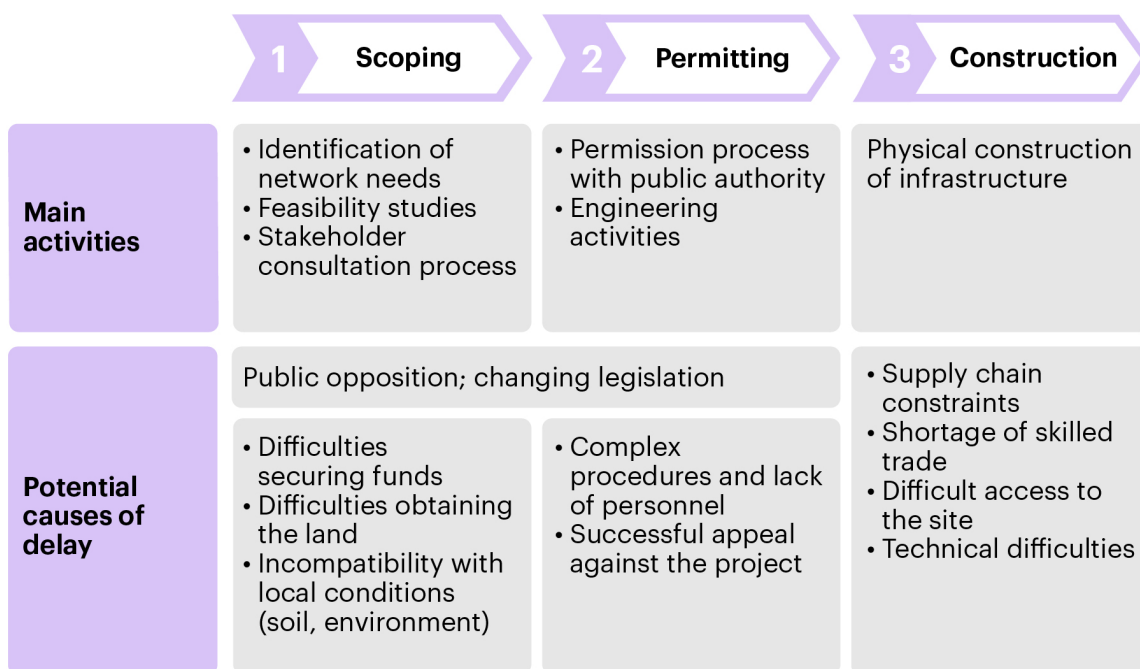 1 Scoping
2 Permitting
3 Construction
Main
activities
• Identification of
network needs
• Feasibility studies
• Stakeholder
consultation process
• Permission process
with public authority
• Engineering
activities
Physical construction
of infrastructure
Potential
causes of
delay
Public opposition; changing legislation
• Difficulties
securing funds
• Difficulties obtaining
the land
• Incompatibility with
local conditions
(soil, environment)
• Complex
procedures and lack
of personnel
• Successful appeal
against the project
• Supply chain
constraints
• Shortage of skilled
trade
• Difficult access to
the site
• Technical difficulties